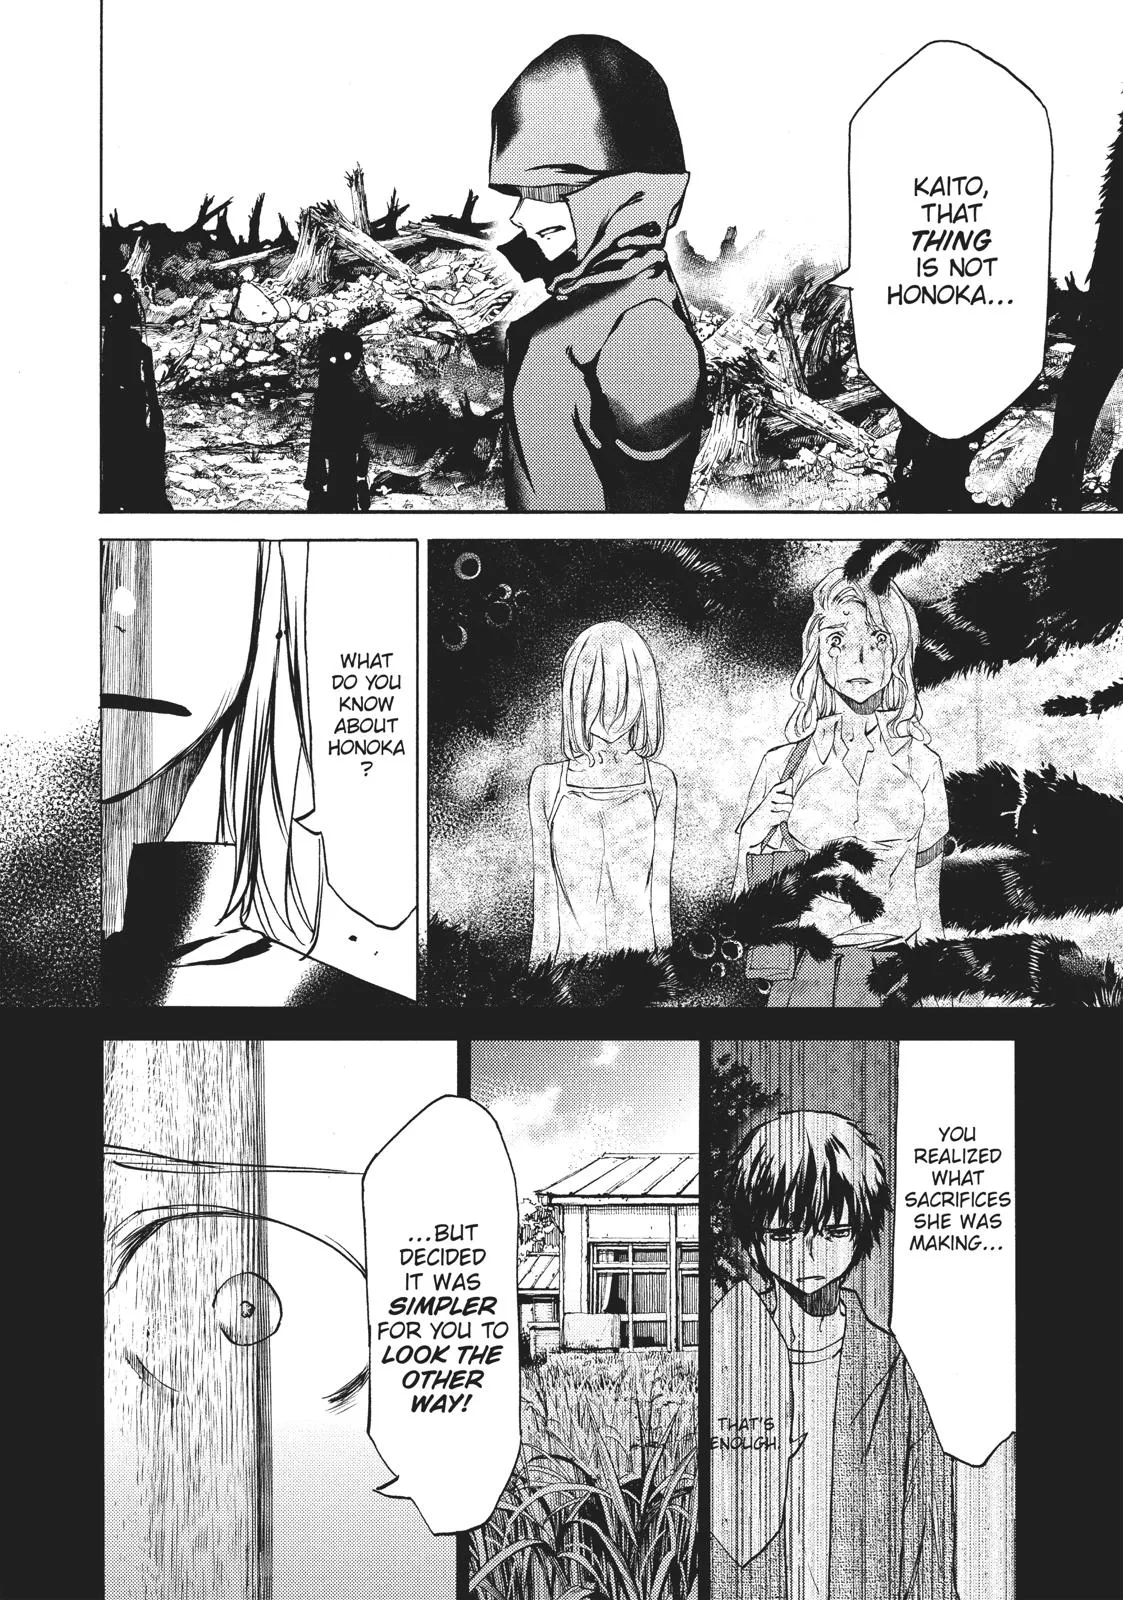 KAITO,
THAT
THING
IS NOT
HONOKA...
WHAT
DO YOU
KNOW
ABOUT
HONOKA
?
YOU
REALIZED
WHAT
SACRIFICES
SHE WAS
MAKING...
THAT'S
ENOUGH
...BUT
DECIDED
IT WAS
SIMPLER
FOR YOU TO
LOOK THE
OTHER
WAY!